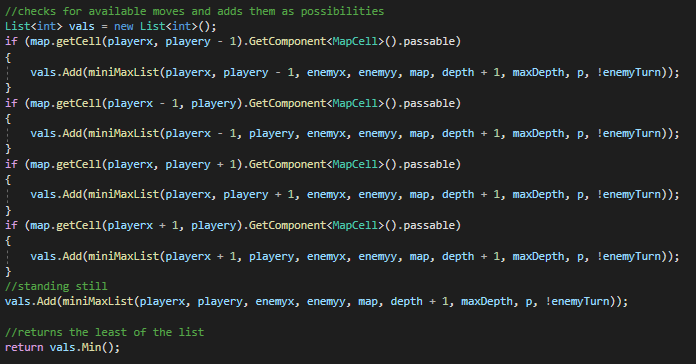 //checks for available moves and adds them as possibilities
List<int> vals = new List<int>();
if (map.getCell(playerx, playery - 1).GetComponent<MapCell>().passable)
{
    vals.Add(miniMaxList(playerx, playery - 1, enemyx, enemyy, map, depth + 1, maxDepth, p, !enemyTurn));
}
if (map.getCell(playerx - 1, playery).GetComponent<MapCell>().passable)
{
    vals.Add(miniMaxList(playerx - 1, playery, enemyx, enemyy, map, depth + 1, maxDepth, p, !enemyTurn));
}
if (map.getCell(playerx, playery + 1).GetComponent<MapCell>().passable)
{
    vals.Add(miniMaxList(playerx, playery + 1, enemyx, enemyy, map, depth + 1, maxDepth, p, !enemyTurn));
}
if (map.getCell(playerx + 1, playery).GetComponent<MapCell>().passable)
{
    vals.Add(miniMaxList(playerx + 1, playery, enemyx, enemyy, map, depth + 1, maxDepth, p, !enemyTurn));
}
//standing still
vals.Add(miniMaxList(playerx, playery, enemyx, enemyy, map, depth + 1, maxDepth, p, !enemyTurn));

//returns the least of the list
return vals.Min();